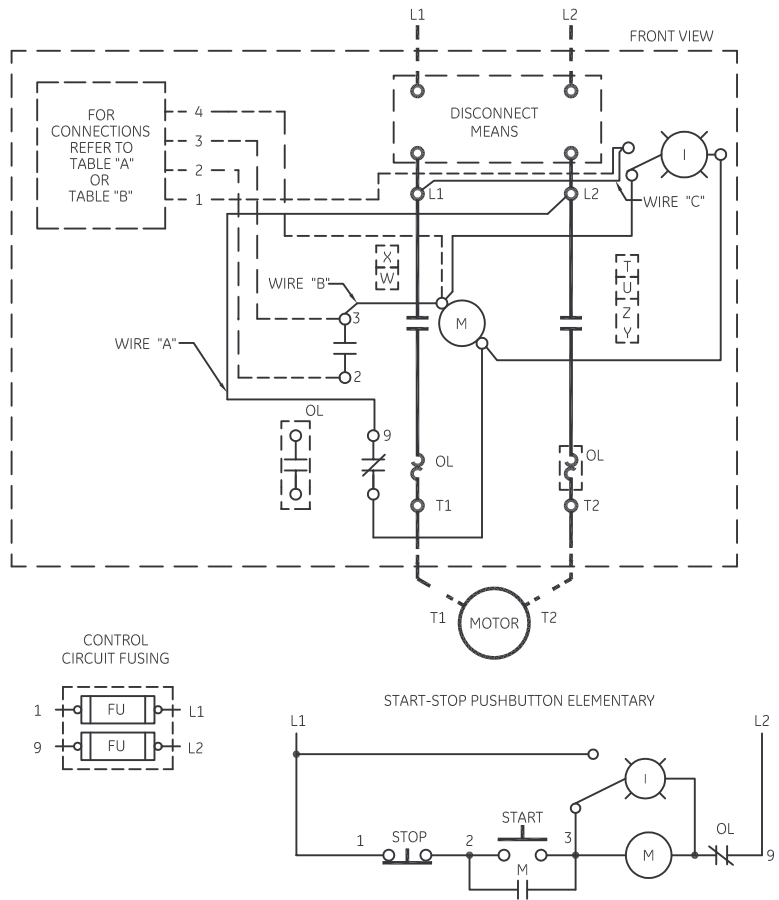 L1
L2
FRONT VIEW
FOR
CONNECTIONS
REFER TO
TABLE "A"
OR
TABLE "B"
4
3
2
1
DISCONNECT
MEANS
I
L1
L2
WIRE "C"
X
W
T
U
Z
Y
WIRE "B"
3
M
WIRE "A"
2
OL
9
OL
OL
T1
T2
T1
MOTOR
T2
CONTROL
CIRCUIT FUSING
1
FU
L1
9
FU
L2
START-STOP PUSHBUTTON ELEMENTARY
L1
L2
I
1
STOP
2
START
3
M
M
OL
9